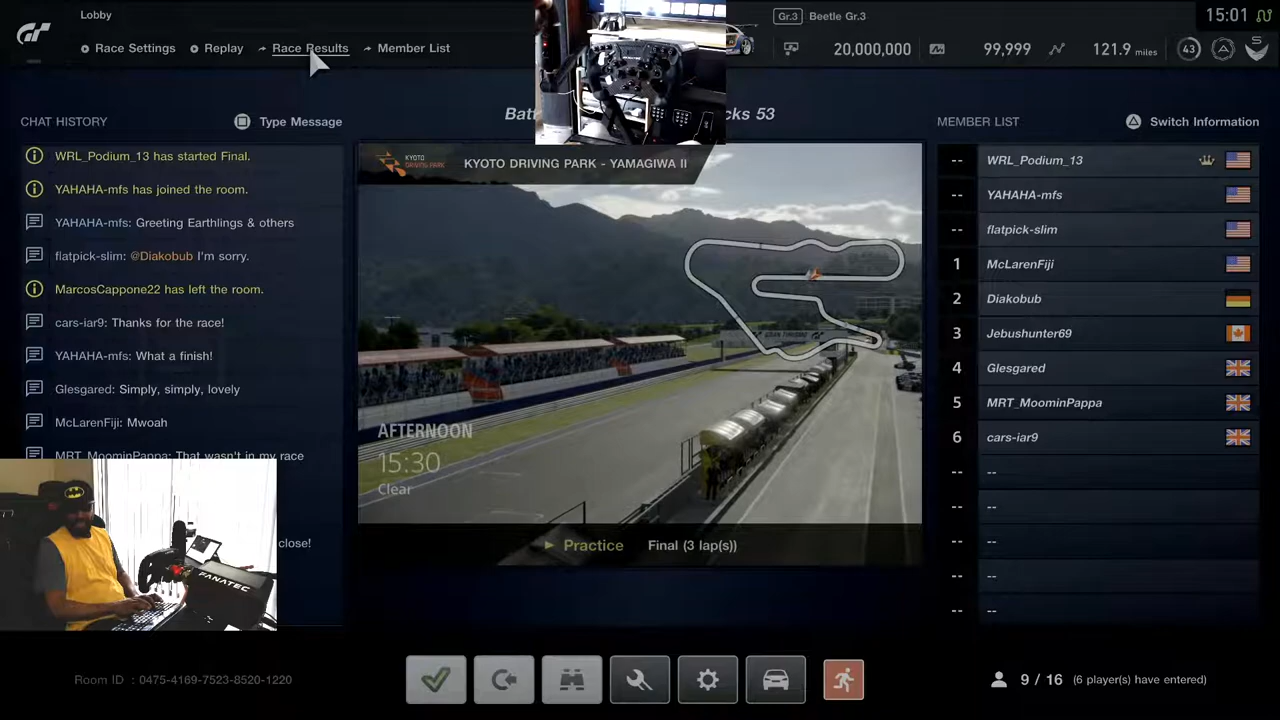 Lobby
Race Settings
Replay
Race Results
Member List
Gr.3
Beetle Gr.3
15:01
20,000,000
99,999
121.9 miles
43
A
S
CHAT HISTORY
Type Message
cks 53
MEMBER LIST
Switch Information
WRL_Podium_13 has started Final.
YAHAHA-mfs has joined the room.
YAHAHA-mfs: Greeting Earthlings & others
flatpick-slim: @Diakobub I'm sorry.
MarcosCappone22 has left the room.
cars-iar9: Thanks for the race!
YAHAHA-mfs: What a finish!
Glesgared: Simply, simply, lovely
McLarenFiji: Mwoah
MRT_MoominPappa: That wasn't in my race
close!
FANATEC
KYOTO DRIVING PARK
KYOTO DRIVING PARK - YAMAGIWA II
GRAN TURISMO
AFTERNOON
15:30
Clear
Practice
Final (3 lap(s))
-- WRL_Podium_13
-- YAHAHA-mfs
-- flatpick-slim
1 McLarenFiji
2 Diakobub
3 Jebushunter69
4 Glesgared
5 MRT_MoominPappa
6 cars-iar9
-- --
-- --
-- --
-- --
-- --
Room ID : 0475-4169-7523-8520-1220
9 / 16 (6 player(s) have entered)